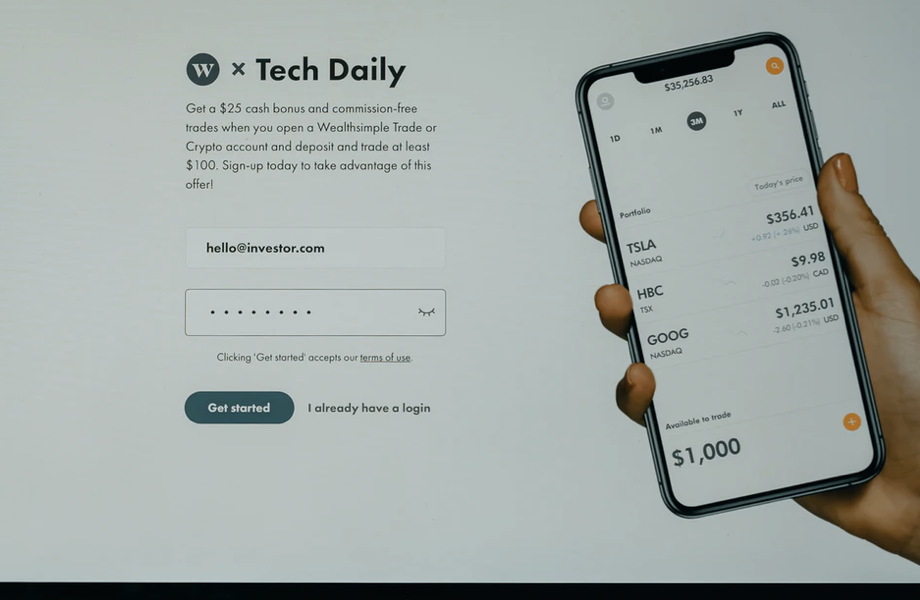 W × Tech Daily
Get a $25 cash bonus and commission-free
trades when you open a Wealthsimple Trade or
Crypto account and deposit and trade at least
$100. Sign-up today to take advantage of this
offer!
hello@investor.com
Clicking 'Get started' accepts our terms of use.
Get started
I already have a login
$35,256.83
1D 1M 3M 1Y ALL
Today's price
Portfolio
TSLA $356.41
NASDAQ +0.92 (+.26%) USD
HBC $9.98
TSX -0.02 (-0.20%) CAD
GOOG $1,235.01
NASDAQ -2.60 (-0.21%) USD
Available to trade
$1,000